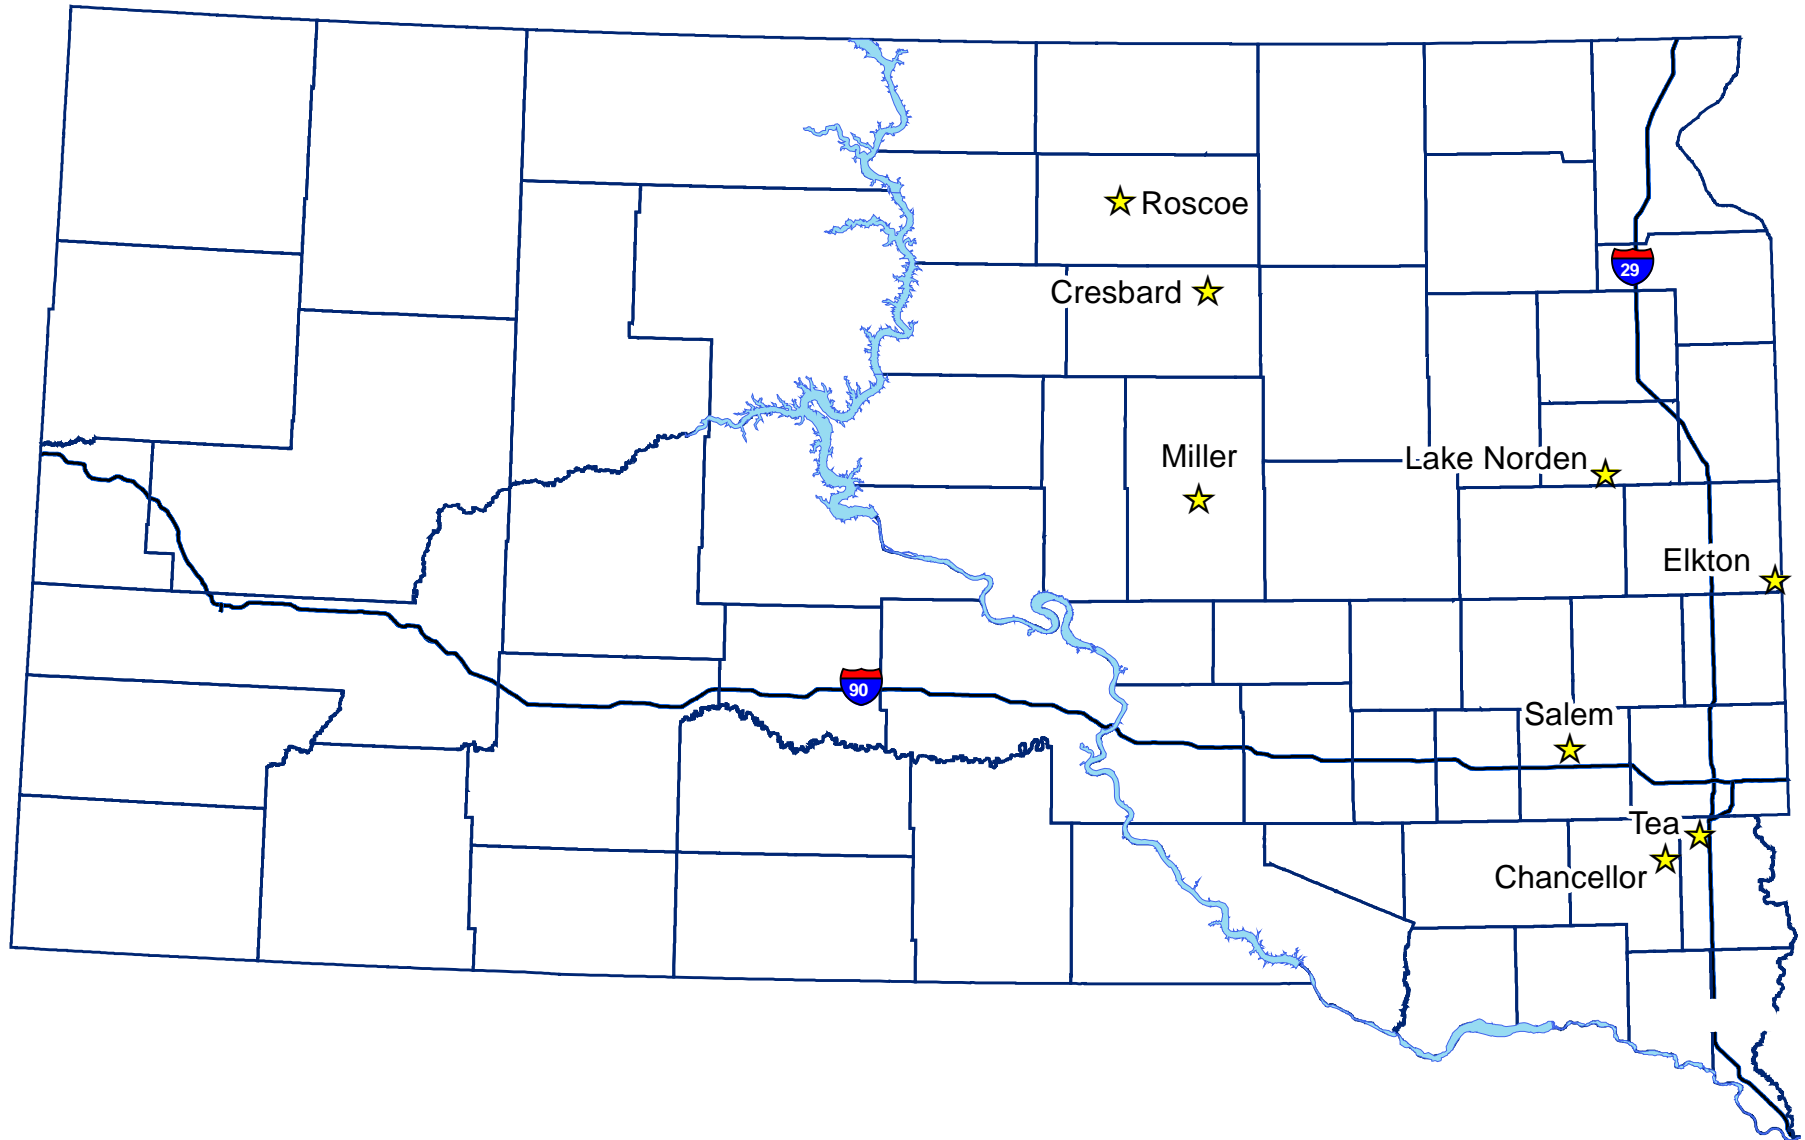 Roscoe
29
Cresbard
Miller
Lake Norden
Elkton
90
Salem
Tea
Chancellor